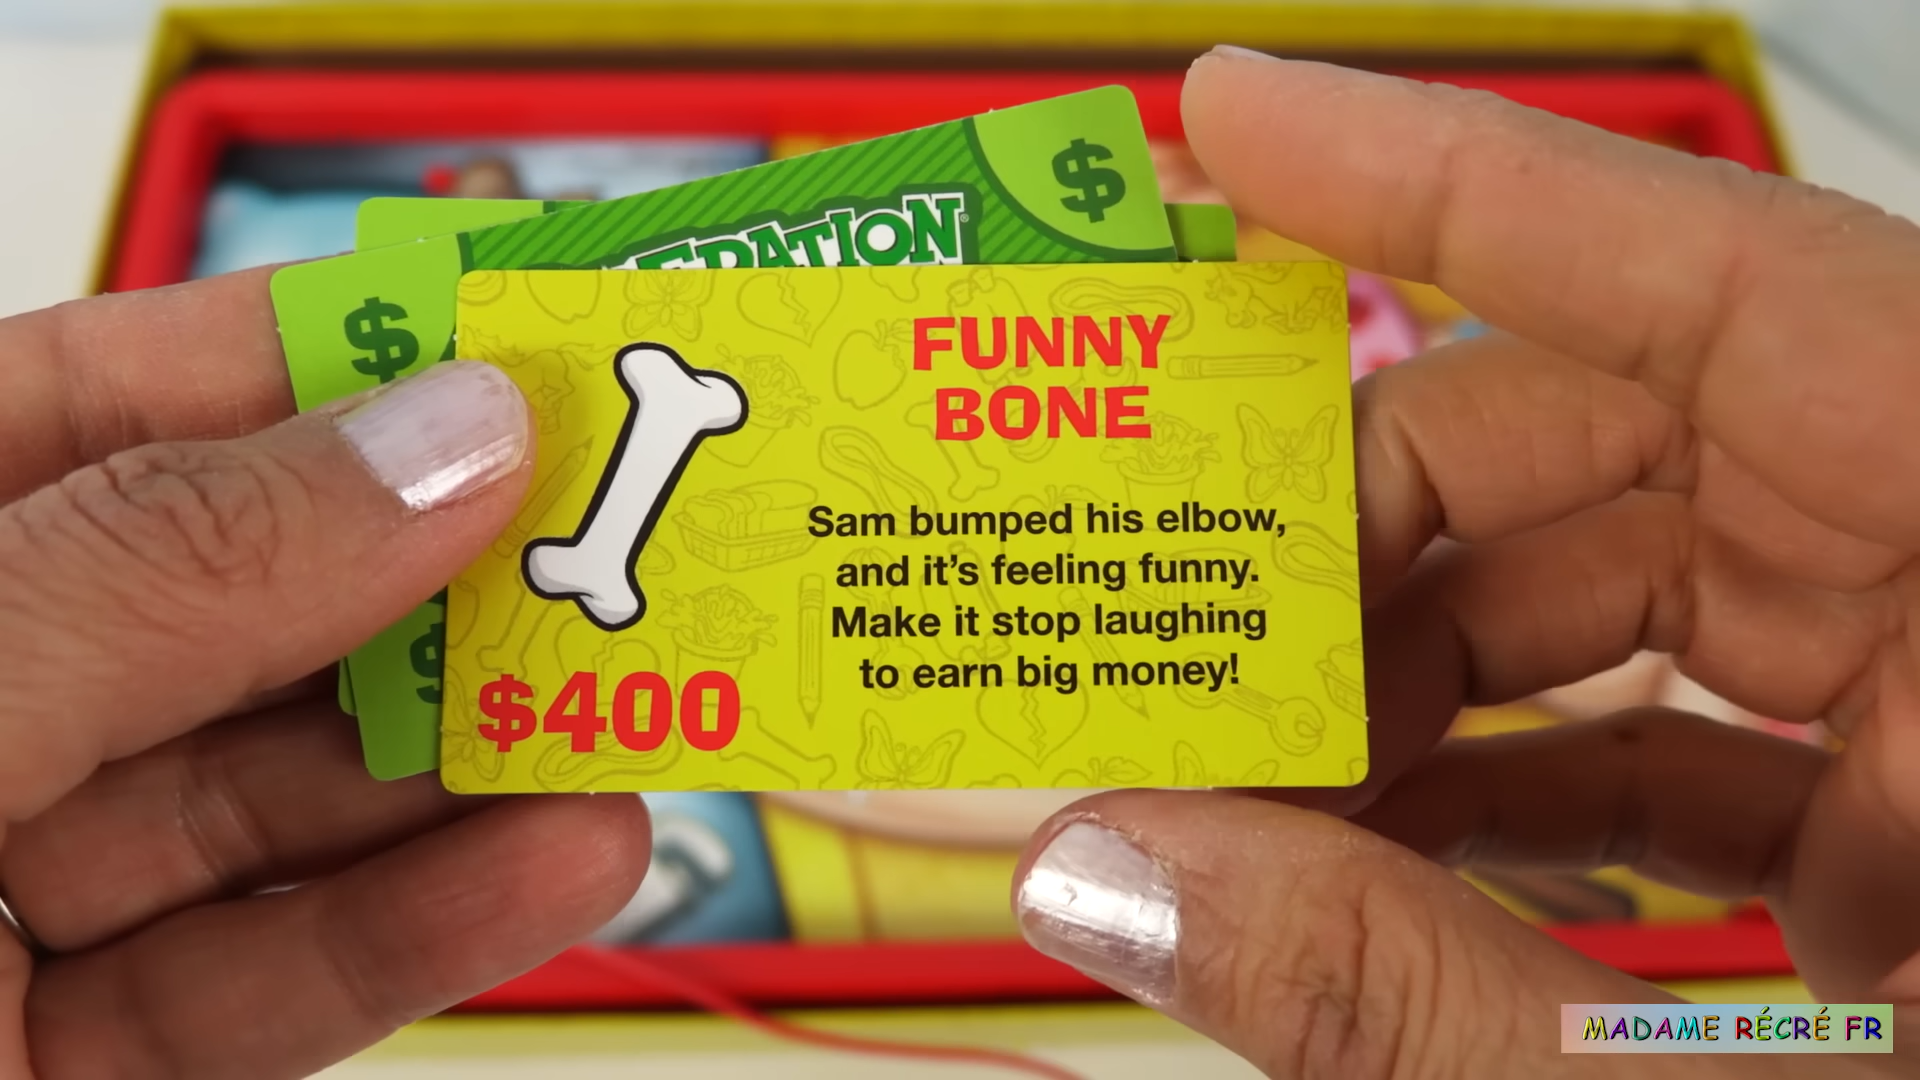 $
$
ERATION
FUNNY
BONE
Sam bumped his elbow,
and it's feeling funny.
Make it stop laughing
to earn big money!
$400
$
MADAME RÉCRÉ FR